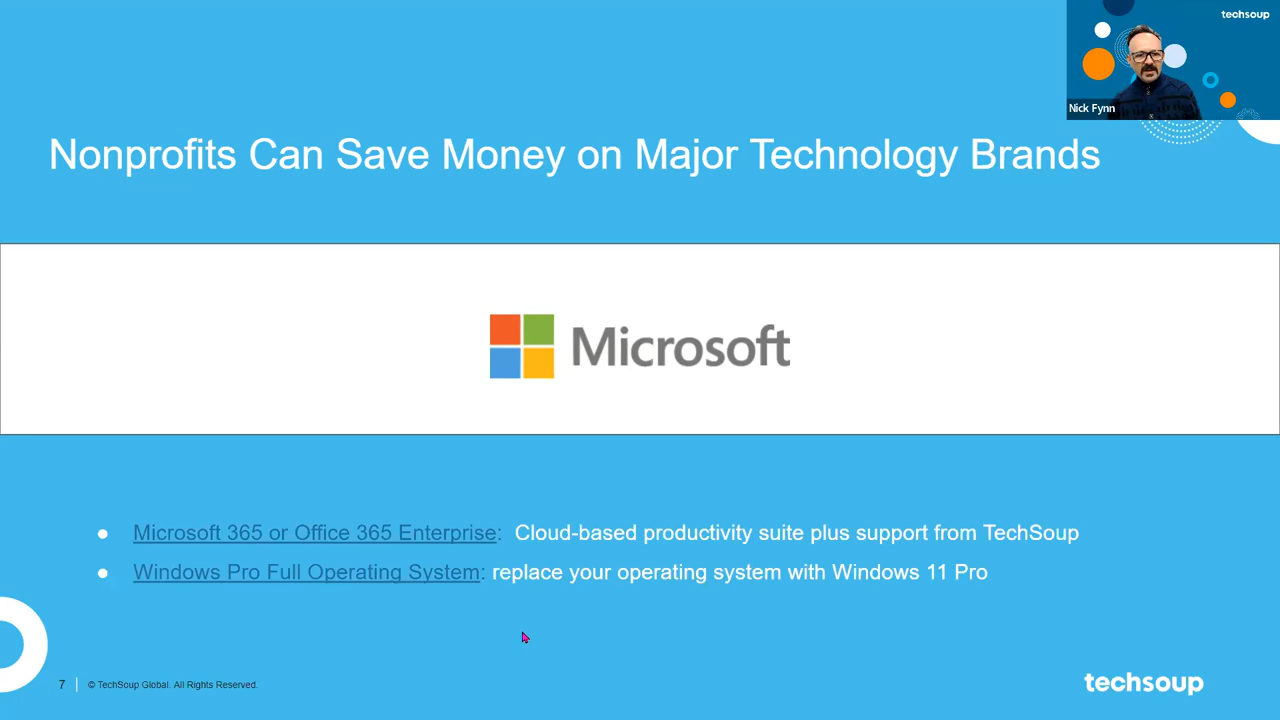 techsoup
Nick Fynn
Nonprofits Can Save Money on Major Technology Brands
Microsoft
● Microsoft 365 or Office 365 Enterprise: Cloud-based productivity suite plus support from TechSoup
● Windows Pro Full Operating System: replace your operating system with Windows 11 Pro
7 | © TechSoup Global. All Rights Reserved.
techsoup